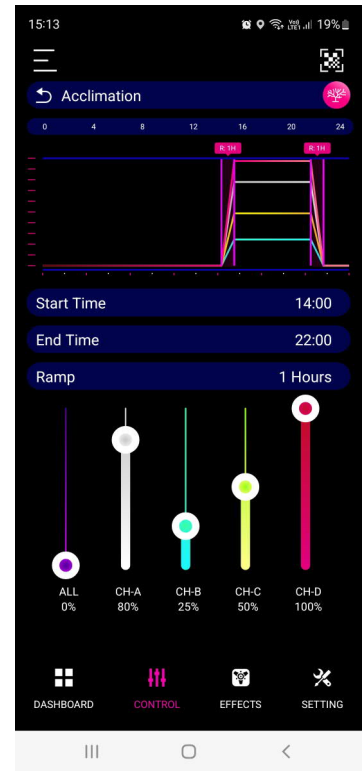 15:13 Vo) LTE1 19%
Acclimation
0 4 8 12 16 20 24
R: 1H R: 1H
Start Time 14:00
End Time 22:00
Ramp 1 Hours
ALL CH-A CH-B CH-C CH-D
0% 80% 25% 50% 100%
DASHBOARD CONTROL EFFECTS SETTING